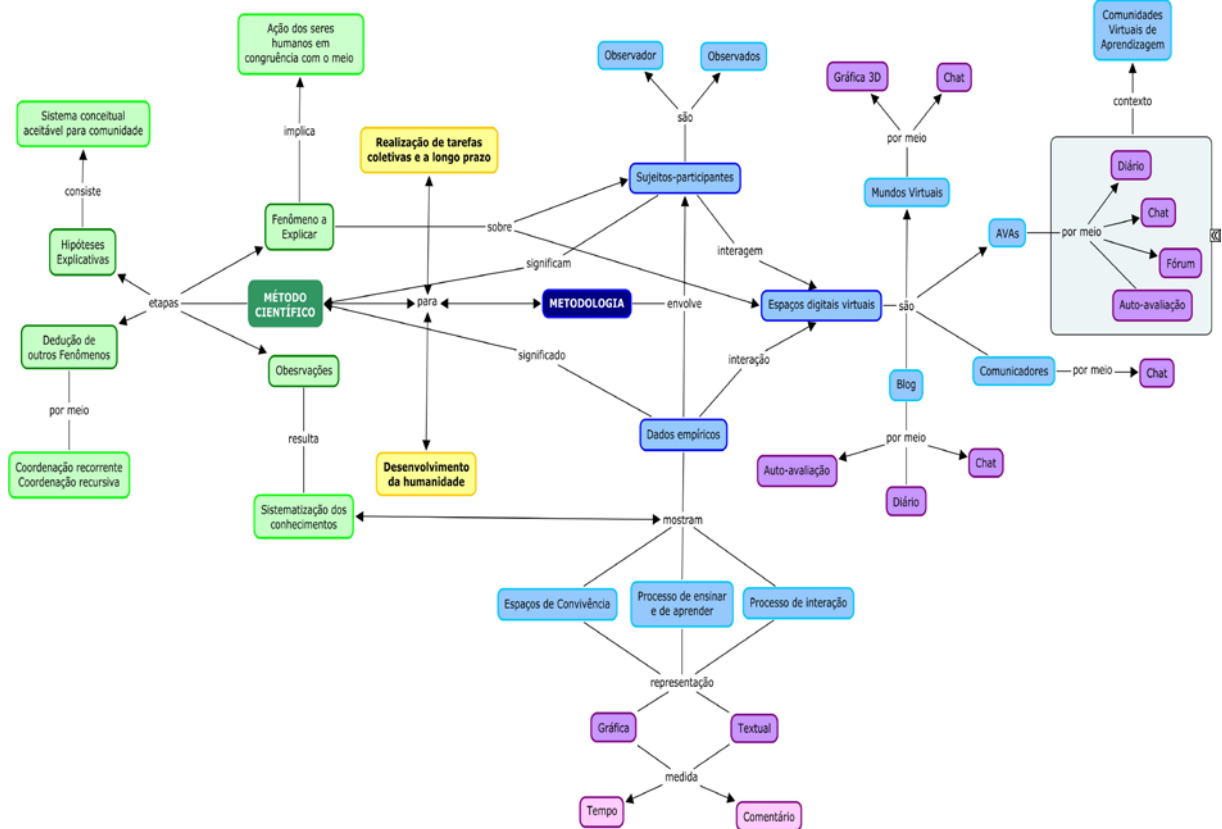 Ação dos seres
humanos em
congruência com o meio
Comunidades
Virtuais de
Aprendizagem
Observador
Observados
Gráfica 3D
Chat
contexto
são
Sistema conceitual
aceitável para comunidade
implica
por meio
Realização de tarefas
coletivas e a longo prazo
Diário
Sujeitos-participantes
Mundos Virtuais
consiste
Chat
Fenômeno a
Explicar
sobre
AVAs
por meio
Hipóteses
Explicativas
interagem
significam
Fórum
etapas
MÉTODO
CIENTÍFICO
para
METODOLOGIA
envolve
Espaços digitais virtuais
são
Auto-avaliação
Dedução de
outros Fenômenos
significado
interação
Obesrvações
Blog
Comunicadores
por meio
Chat
por meio
resulta
Dados empíricos
por meio
Coordenação recorrente
Coordenação recursiva
Desenvolvimento
da humanidade
Auto-avaliação
Chat
Diário
Sistematização dos
conhecimentos
mostram
Espaços de Convivência
Processo de ensinar
e de aprender
Processo de interação
representação
Gráfica
Textual
medida
Tempo
Comentário